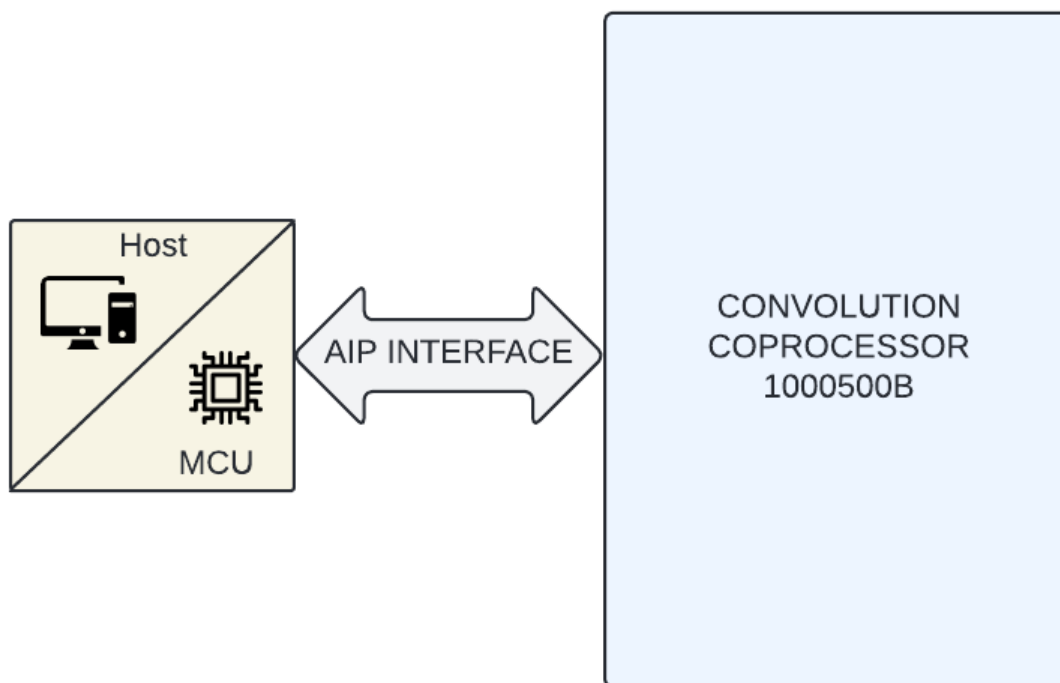 Host
MCU
AIP INTERFACE
CONVOLUTION
COPROCESSOR
1000500B